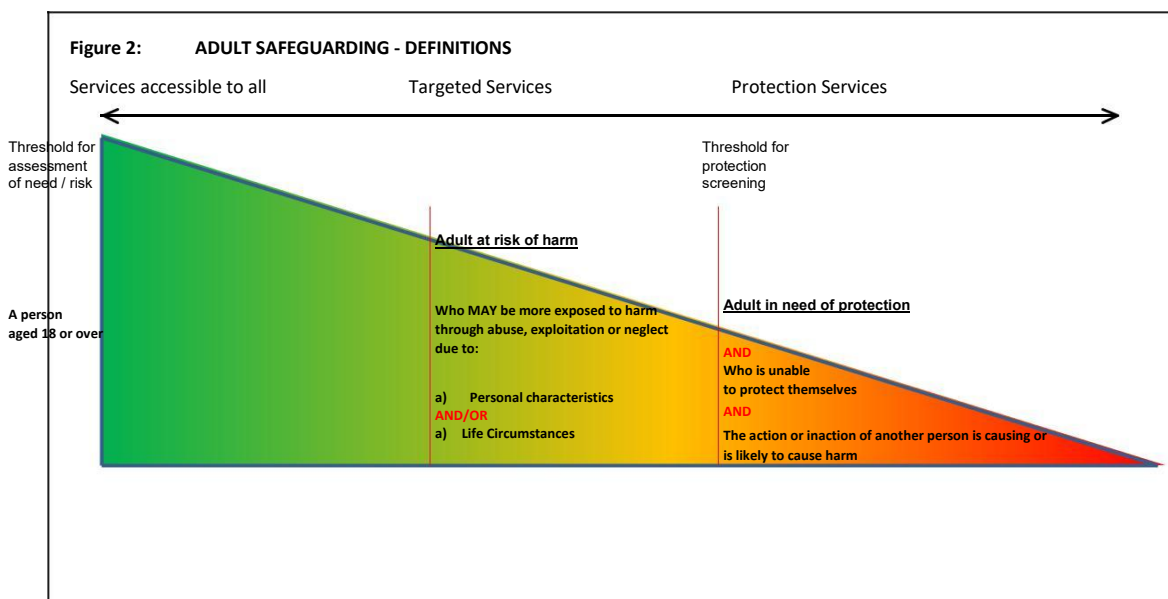 Figure 2: ADULT SAFEGUARDING - DEFINITIONS
Services accessible to all Targeted Services Protection Services
Threshold for
assessment
of need / risk
Threshold for
protection
screening
A person
aged 18 or over
Adult at risk of harm
Who MAY be more exposed to harm
through abuse, exploitation or neglect
due to:
a) Personal characteristics
AND/OR
a) Life Circumstances
Adult in need of protection
AND
Who is unable
to protect themselves
AND
The action or inaction of another person is causing or
is likely to cause harm